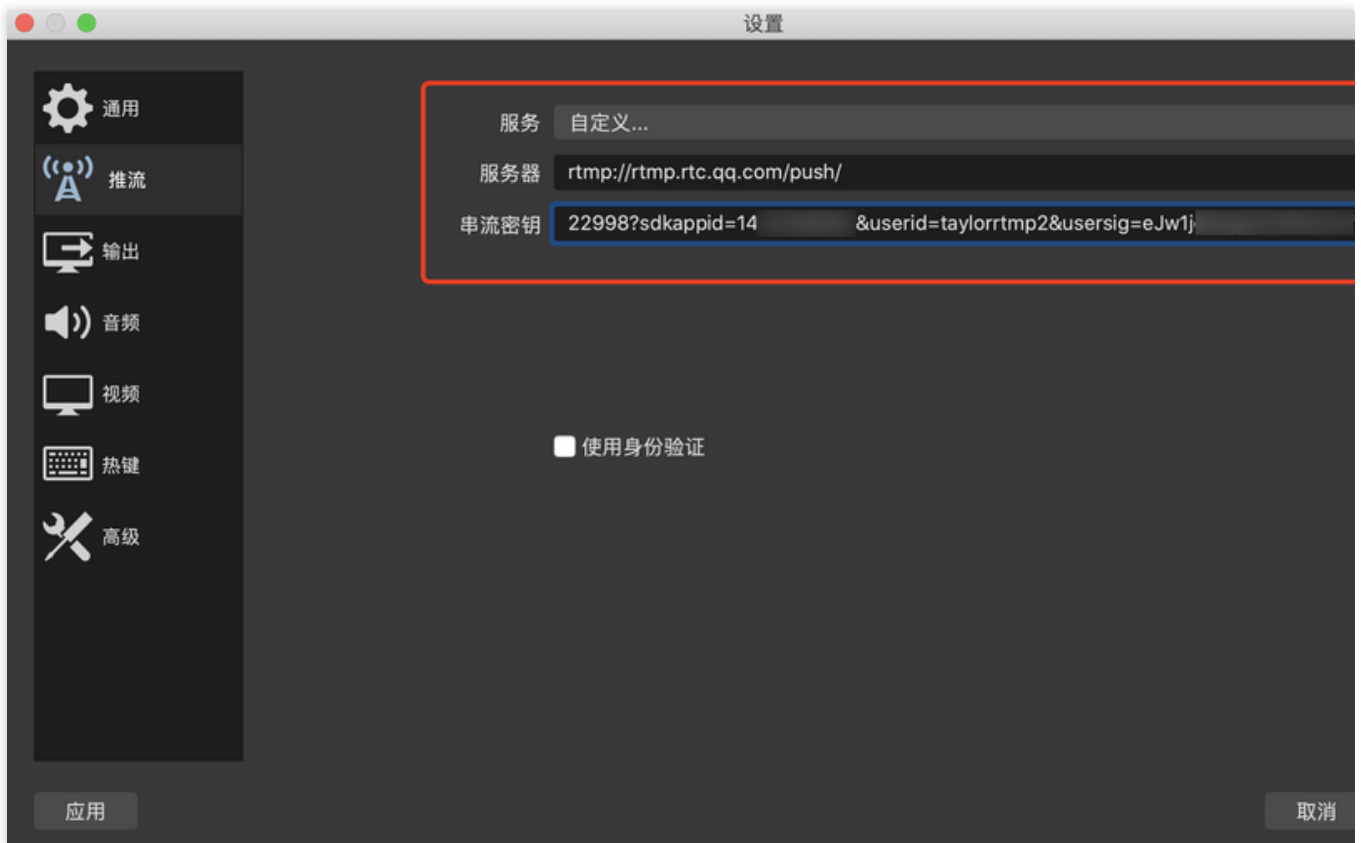 设置
通用
推流
输出
音频
视频
热键
高级
服务 自定义...
服务器 rtmp://rtmp.rtc.qq.com/push/
串流密钥 22998?sdkappid=14 &userid=taylorrtmp2&usersig=eJw1j
使用身份验证
应用
取消